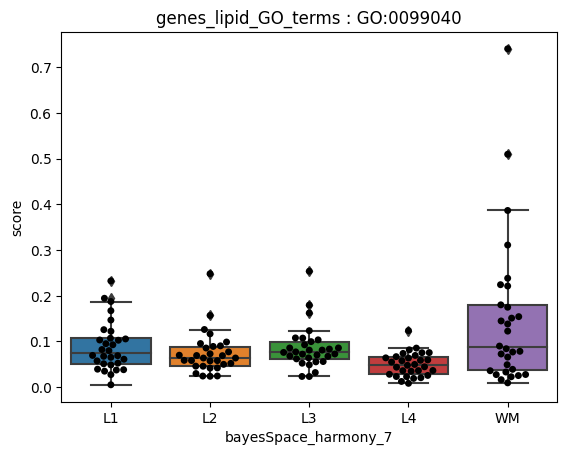 genes_lipid_GO_terms : GO:0099040
score
0.7
0.6
0.5
0.4
0.3
0.2
0.1
0.0
L1 L2 L3 L4 WM
bayesSpace_harmony_7